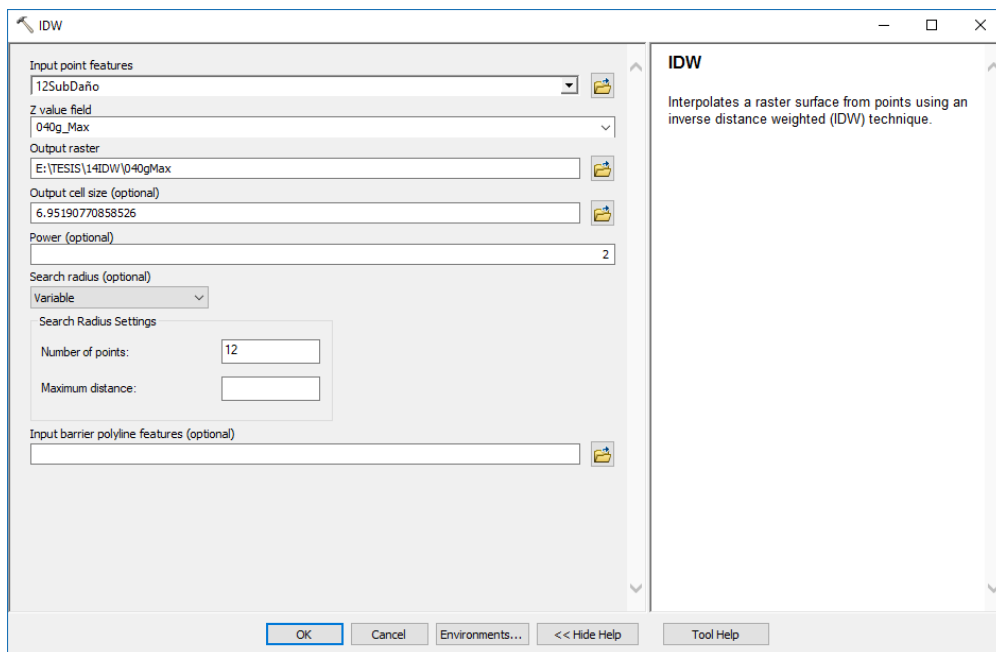 IDW
Input point features
12SubDaño
Z value field
040g_Max
Output raster
E:\TESIS\14IDW\040gMax
Output cell size (optional)
6.95190770858526
Power (optional)
2
Search radius (optional)
Variable
Search Radius Settings
Number of points:
12
Maximum distance:
Input barrier polyline features (optional)
IDW
Interpolates a raster surface from points using an
inverse distance weighted (IDW) technique.
OK
Cancel
Environments...
<< Hide Help
Tool Help